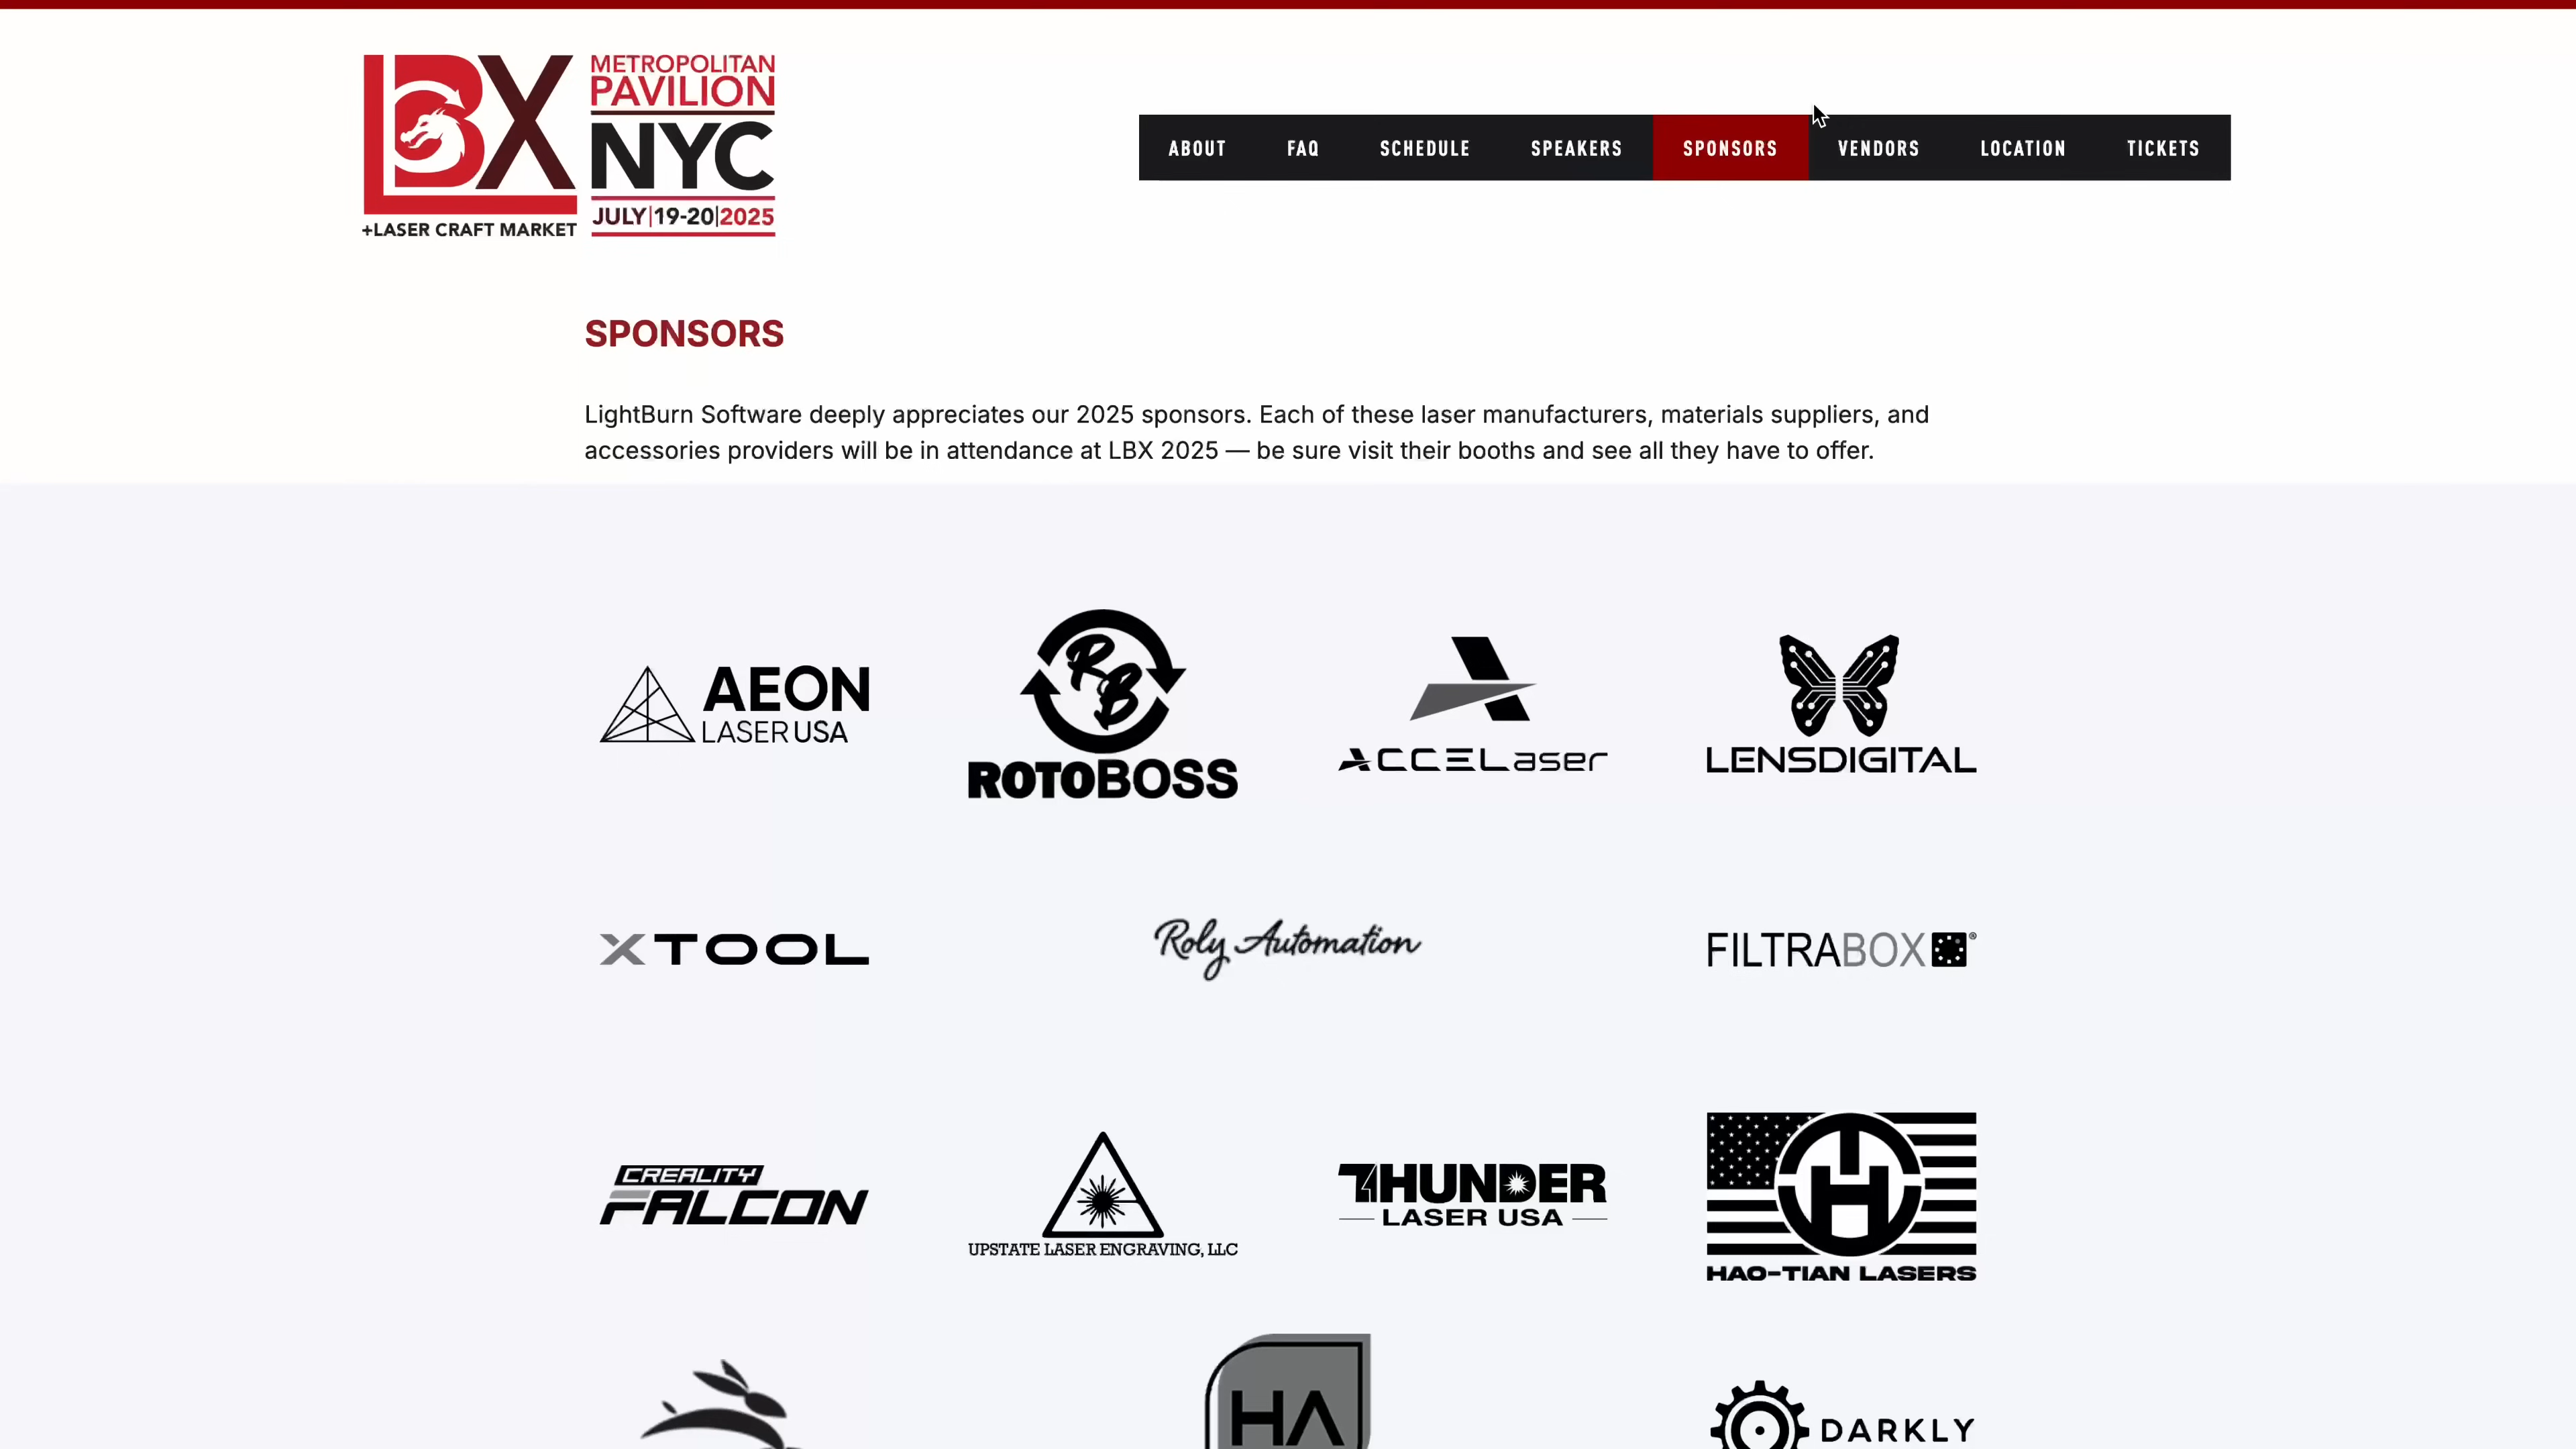 LBX
+LASER CRAFT MARKET
METROPOLITAN
PAVILION
NYC
JULY|19-20|2025
ABOUT FAQ SCHEDULE SPEAKERS SPONSORS VENDORS LOCATION TICKETS
SPONSORS
LightBurn Software deeply appreciates our 2025 sponsors. Each of these laser manufacturers, materials suppliers, and
accessories providers will be in attendance at LBX 2025 — be sure visit their booths and see all they have to offer.
AEON
LASER USA
RB
ROTOBOSS
ACCELaser
LENSDIGITAL
XTOOL
Roly Automation
FILTRABOX®
CREALITY
FALCON
UPSTATE LASER ENGRAVING, LLC
THUNDER
LASER USA
H
HAO-TIAN LASERS
HA
DARKLY